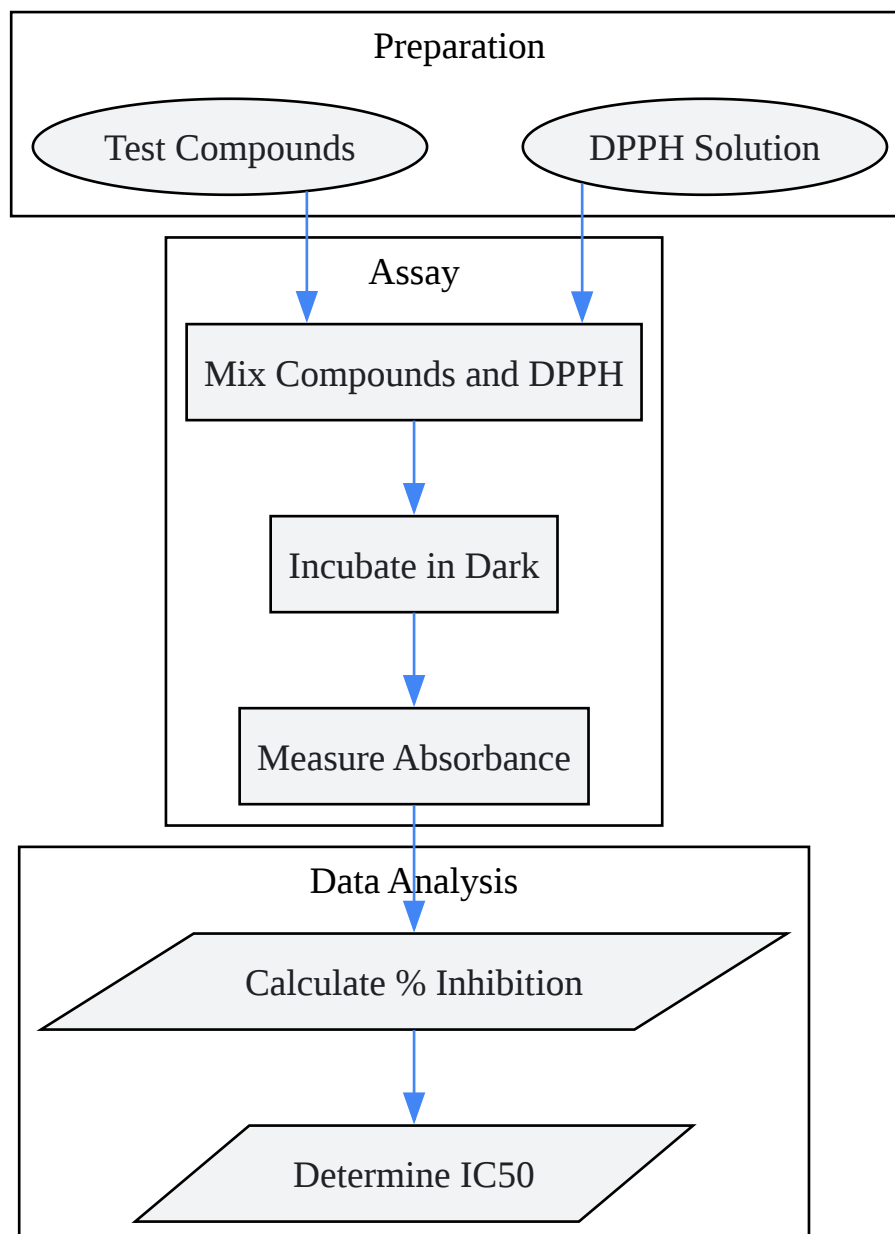 Preparation
Test Compounds
DPPH Solution
Assay
Mix Compounds and DPPH
Incubate in Dark
Measure Absorbance
Data Analysis
Calculate % Inhibition
Determine IC50